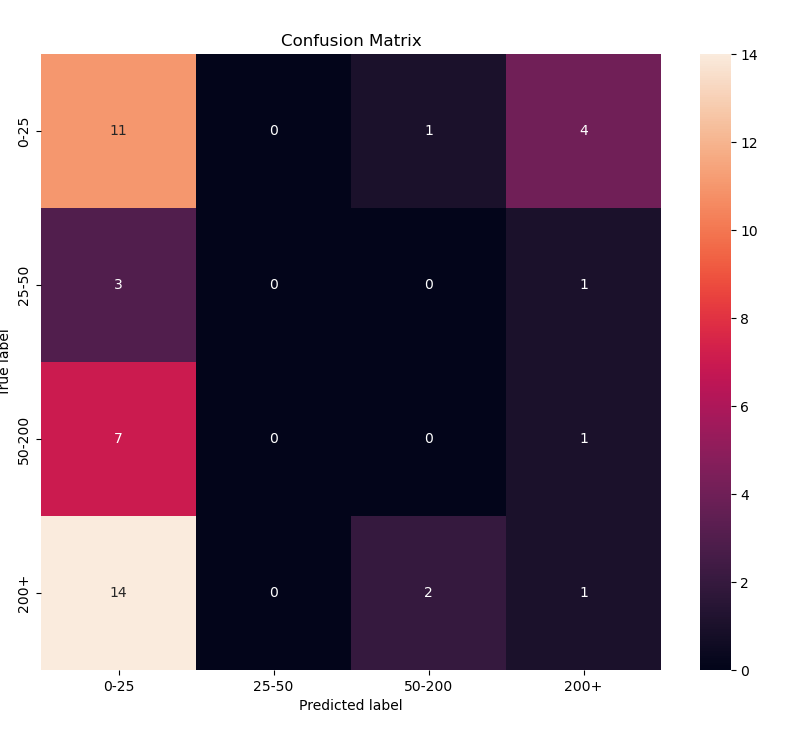 Confusion Matrix
True label
0-25 11 0 1 4
25-50 3 0 0 1
50-200 7 0 0 1
200+ 14 0 2 1
0-25 25-50 50-200 200+
Predicted label
14
12
10
8
6
4
2
0